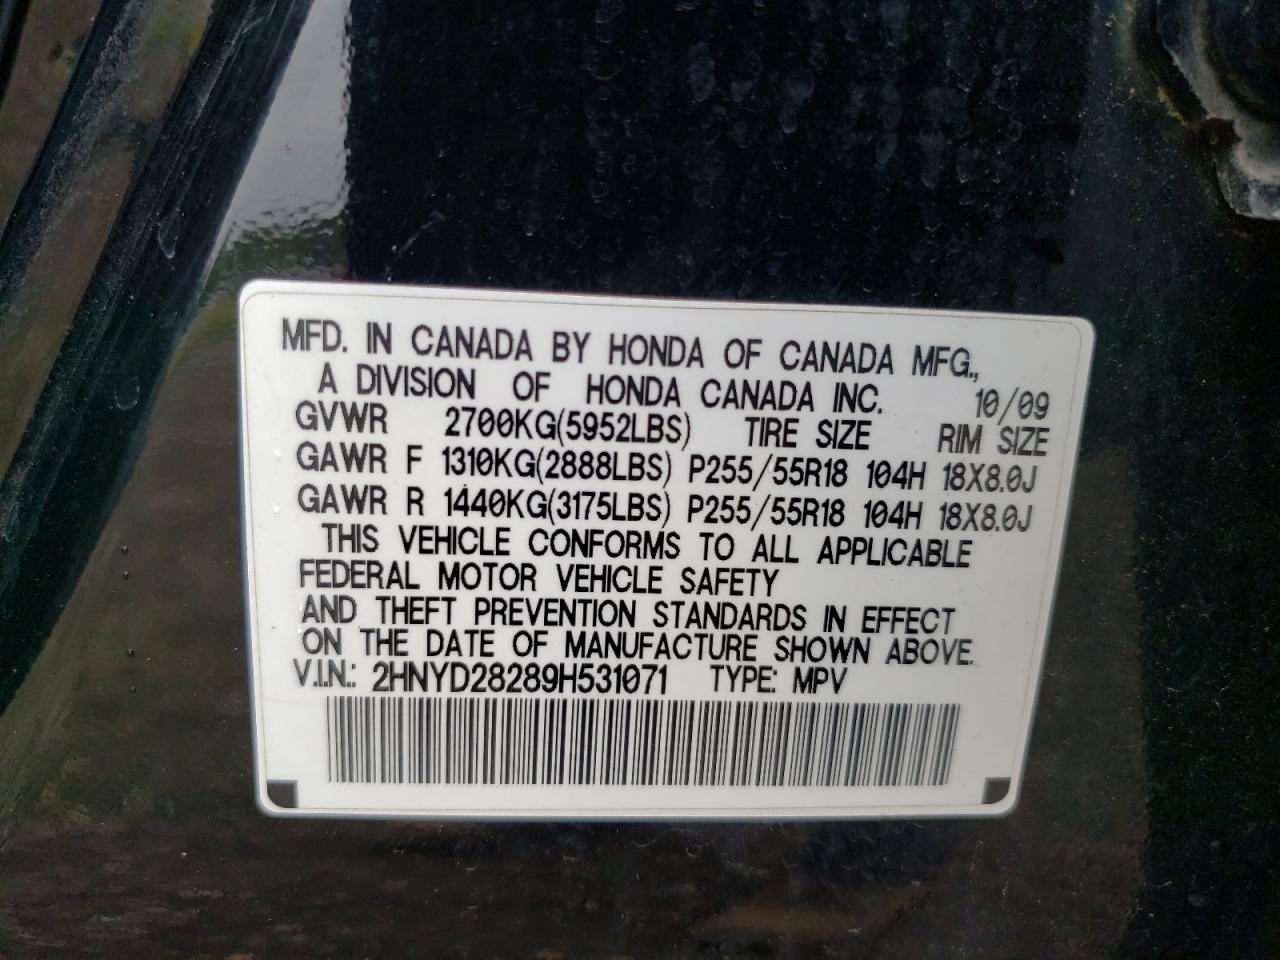 MFD. IN CANADA BY HONDA OF CANADA MFG.,
A DIVISION OF HONDA CANADA INC. 10/09
GVWR 2700KG(5952LBS) TIRE SIZE RIM SIZE
GAWR F 1310KG(2888LBS) P255/55R18 104H 18X8.0J
GAWR R 1440KG(3175LBS) P255/55R18 104H 18X8.0J
THIS VEHICLE CONFORMS TO ALL APPLICABLE
FEDERAL MOTOR VEHICLE SAFETY
AND THEFT PREVENTION STANDARDS IN EFFECT
ON THE DATE OF MANUFACTURE SHOWN ABOVE.
V.I.N.: 2HNYD28289H531071 TYPE: MPV